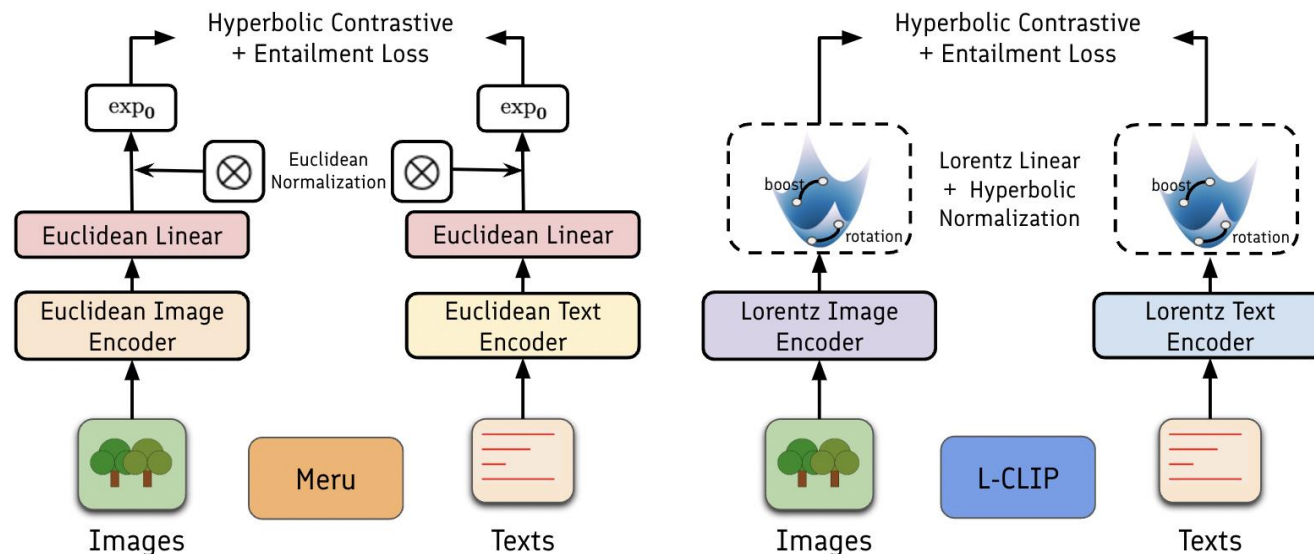 Hyperbolic Contrastive
+ Entailment Loss
exp₀
exp₀
Euclidean
Normalization
Euclidean Linear
Euclidean Linear
Euclidean Image
Encoder
Euclidean Text
Encoder
Meru
Images
Texts
Hyperbolic Contrastive
+ Entailment Loss
boost
rotation
Lorentz Linear
+ Hyperbolic
Normalization
boost
rotation
Lorentz Image
Encoder
Lorentz Text
Encoder
L-CLIP
Images
Texts